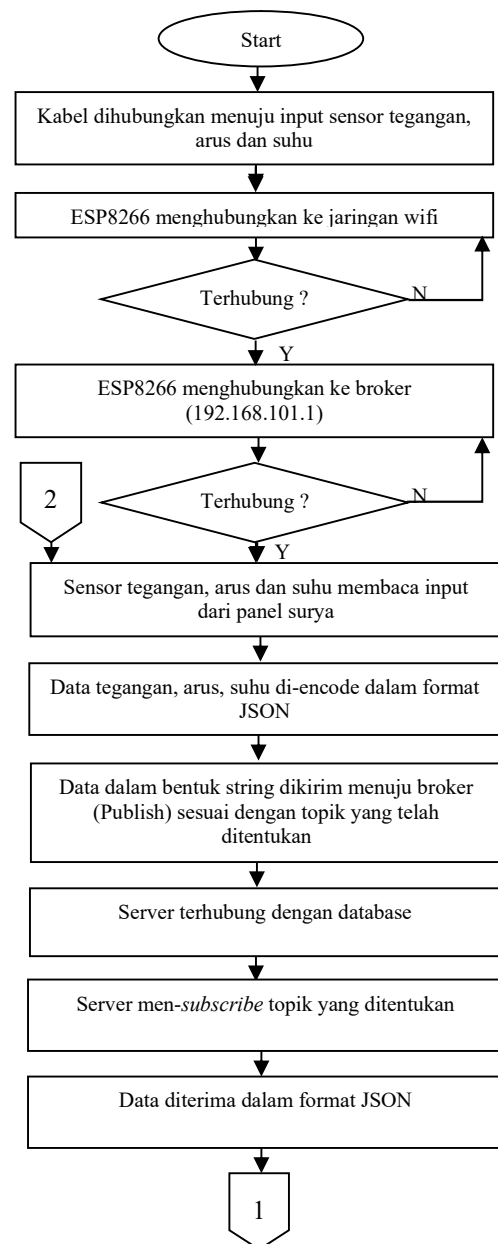 Start
Kabel dihubungkan menuju input sensor tegangan,
arus dan suhu
ESP8266 menghubungkan ke jaringan wifi
Terhubung ?
N
Y
ESP8266 menghubungkan ke broker
(192.168.101.1)
2
Terhubung ?
N
Y
Sensor tegangan, arus dan suhu membaca input
dari panel surya
Data tegangan, arus, suhu di-encode dalam format
JSON
Data dalam bentuk string dikirim menuju broker
(Publish) sesuai dengan topik yang telah
ditentukan
Server terhubung dengan database
Server men-subscribe topik yang ditentukan
Data diterima dalam format JSON
1